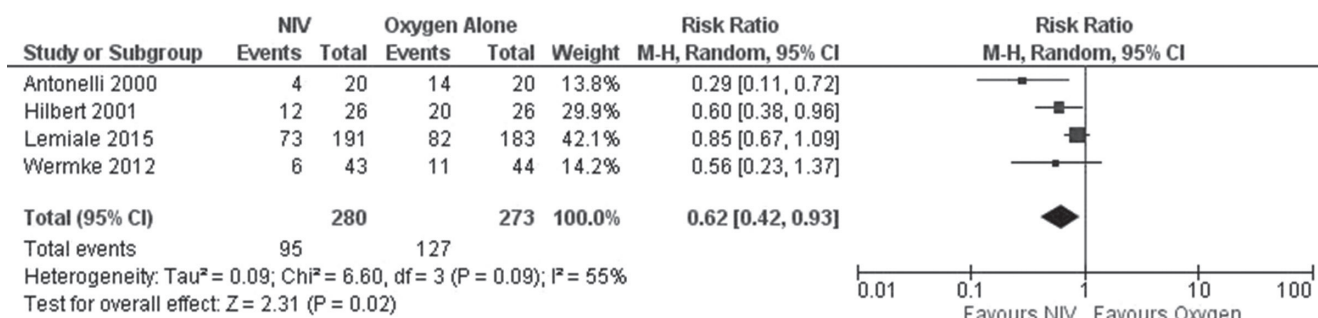 NIV Oxygen Alone Risk Ratio Risk Ratio
Study or Subgroup Events Total Events Total Weight M-H, Random, 95% CI M-H, Random, 95% CI
Antonelli 2000 4 20 14 20 13.8% 0.29 [0.11, 0.72]
Hilbert 2001 12 26 20 26 29.9% 0.60 [0.38, 0.96]
Lemiale 2015 73 191 82 183 42.1% 0.85 [0.67, 1.09]
Wermke 2012 6 43 11 44 14.2% 0.56 [0.23, 1.37]
Total (95% CI) 280 273 100.0% 0.62 [0.42, 0.93]
Total events 95 127
Heterogeneity: Tau² = 0.09; Chi² = 6.60, df = 3 (P = 0.09); I² = 55%
Test for overall effect: Z = 2.31 (P = 0.02)
0.01 0.1 1 10 100
Favours NIV Favours Oxygen